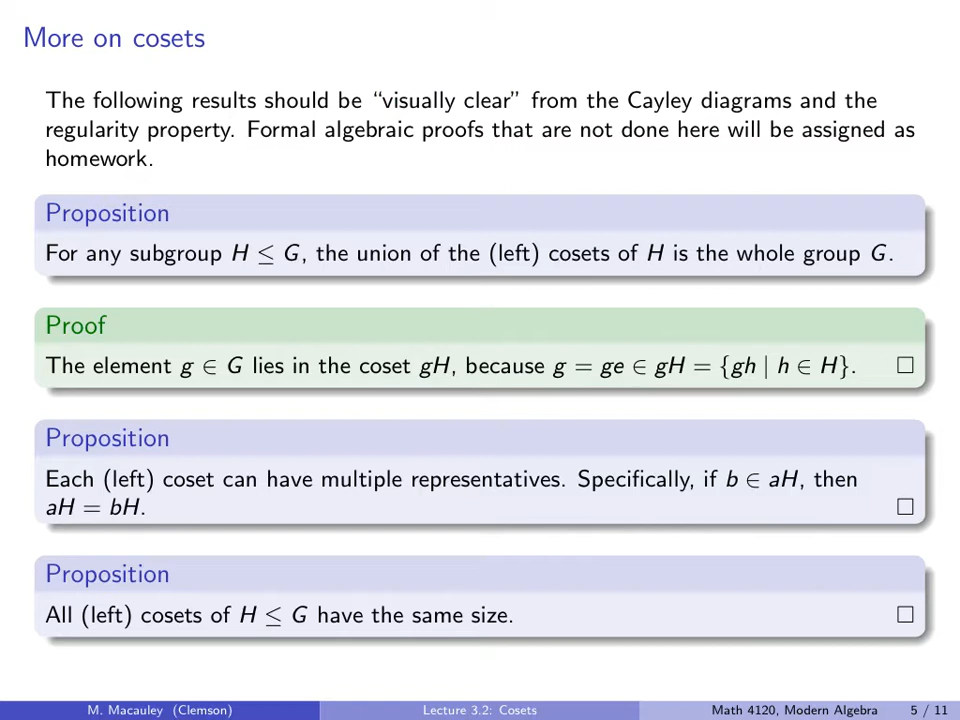 More on cosets
The following results should be “visually clear” from the Cayley diagrams and the
regularity property. Formal algebraic proofs that are not done here will be assigned as
homework.
Proposition
For any subgroup H ≤ G, the union of the (left) cosets of H is the whole group G.
Proof
The element g ∈ G lies in the coset gH, because g = ge ∈ gH = {gh | h ∈ H}. □
Proposition
Each (left) coset can have multiple representatives. Specifically, if b ∈ aH, then
aH = bH. □
Proposition
All (left) cosets of H ≤ G have the same size. □
M. Macauley (Clemson) Lecture 3.2: Cosets Math 4120, Modern Algebra 5 / 11